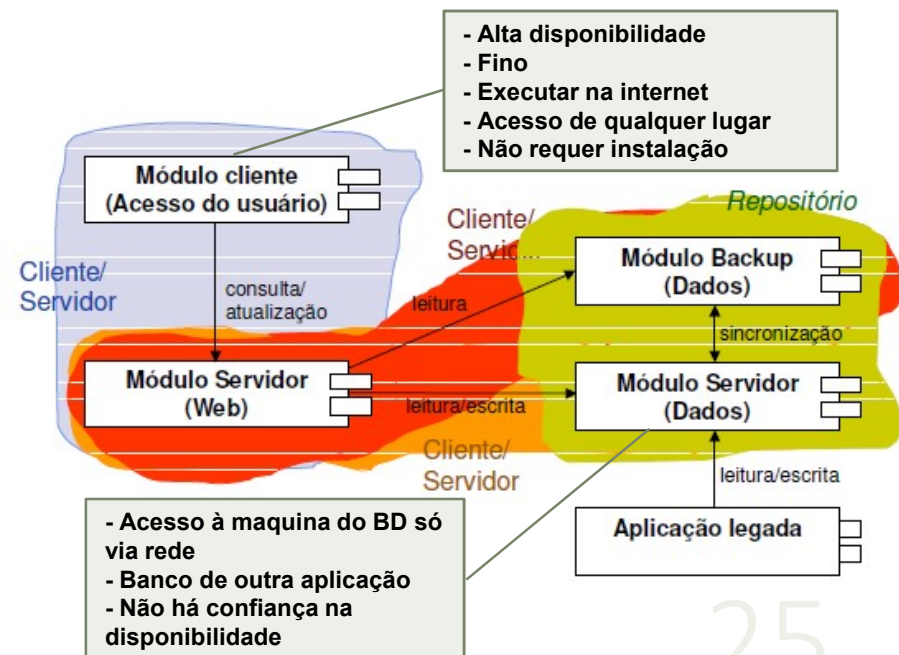 - Alta disponibilidade
- Fino
- Executar na internet
- Acesso de qualquer lugar
- Não requer instalação
Módulo cliente
(Acesso do usuário)
Cliente/
Servidor
consulta/
atualização
Cliente/
Servid...
leitura
Repositório
Módulo Backup
(Dados)
sincronização
Módulo Servidor
(Web)
leitura/escrita
Módulo Servidor
(Dados)
Cliente/
Servidor
leitura/escrita
Aplicação legada
- Acesso à maquina do BD só
via rede
- Banco de outra aplicação
- Não há confiança na
disponibilidade
25